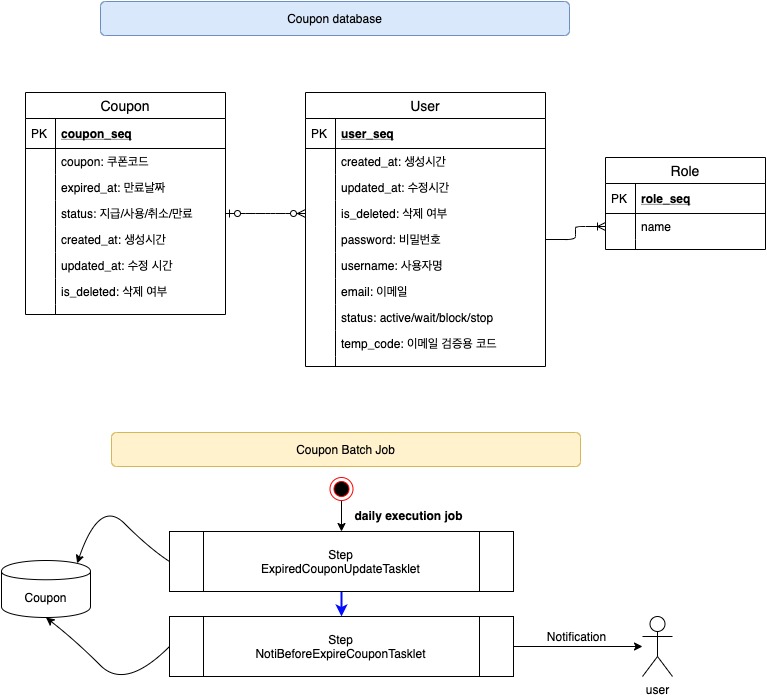 Coupon database
Coupon
PK coupon_seq
coupon: 쿠폰코드
expired_at: 만료날짜
status: 지급/사용/취소/만료
created_at: 생성시간
updated_at: 수정 시간
is_deleted: 삭제 여부
User
PK user_seq
created_at: 생성시간
updated_at: 수정시간
is_deleted: 삭제 여부
password: 비밀번호
username: 사용자명
email: 이메일
status: active/wait/block/stop
temp_code: 이메일 검증용 코드
Role
PK role_seq
name
Coupon Batch Job
daily execution job
Step
ExpiredCouponUpdateTasklet
Coupon
Step
NotiBeforeExpireCouponTasklet
Notification
user